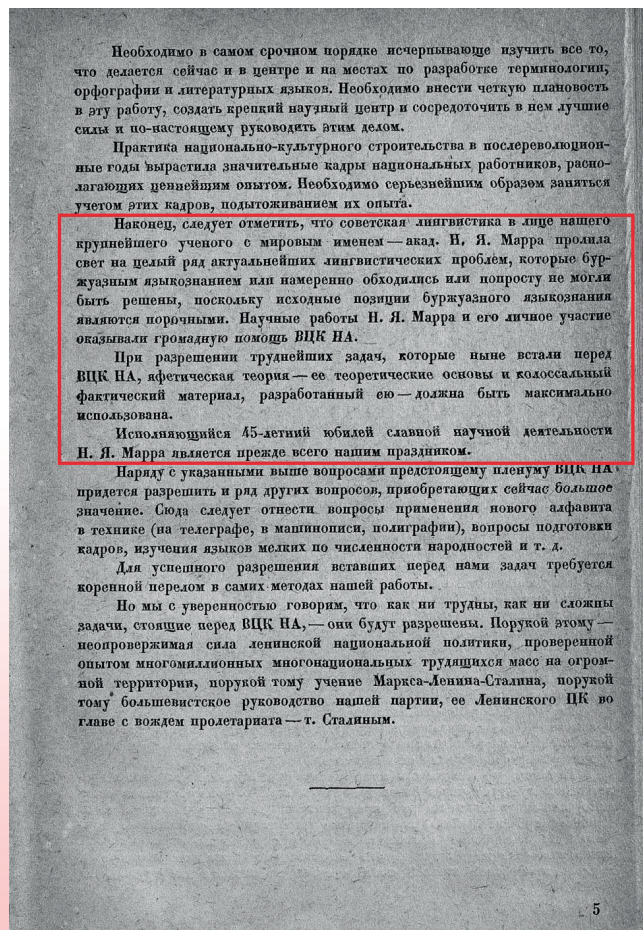 Необходимо в самом срочном порядке исчерпывающе изучить все то,
что делается сейчас и в центре и на местах по разработке терминологии,
орфографии и литературных языков. Необходимо внести четкую плановость
в эту работу, создать крепкий научный центр и сосредоточить в нем лучшие
силы и по-настоящему руководить этим делом.
Практика национально-культурного строительства в послереволюцион-
ные годы вырастила значительные кадры национальных работников, распо-
лагающих ценнейшим опытом. Необходимо серьезнейшим образом заняться
учетом этих кадров, подытоживанием их опыта.
Наконец, следует отметить, что советская лингвистика в лице нашего
крупнейшего ученого с мировым именем — акад. Н. Я. Марра пролила
свет на целый ряд актуальнейших лингвистических проблем, которые бур-
жуазным языкознанием или намеренно обходились или попросту не могли
быть решены, поскольку исходные позиции буржуазного языкознания
являются порочными. Научные работы Н. Я. Марра и его личное участие
оказывали громадную помощь ВЦК НА.
При разрешении труднейших задач, которые ныне встали перед
ВЦК НА, яфетическая теория — ее теоретические основы и колоссальный
фактический материал, разработанный ею — должна быть максимально
использована.
Исполняющийся 45-летний юбилей славной научной деятельности
Н. Я. Марра является прежде всего нашим праздником.
Наряду с указанными выше вопросами предстоящему пленуму ВЦК НА
придется разрешить и ряд других вопросов, приобретающих сейчас большое
значение. Сюда следует отнести вопросы применения нового алфавита
в технике (на телеграфе, в машинописи, полиграфии), вопросы подготовки
кадров, изучения языков мелких по численности народностей и т. д.
Для успешного разрешения вставших перед нами задач требуется
коренной перелом в самих методах нашей работы.
Но мы с уверенностью говорим, что как ни трудны, как ни сложны
задачи, стоящие перед ВЦК НА, — они будут разрешены. Порукой этому —
неопровержимая сила ленинской национальной политики, проверенной
опытом многомиллионных многонациональных трудящихся масс на огром-
ной территории, порукой тому учение Маркса-Ленина-Сталина, порукой
тому большевистское руководство нашей партии, ее Ленинского ЦК во
главе с вождем пролетариата — т. Сталиным.
5